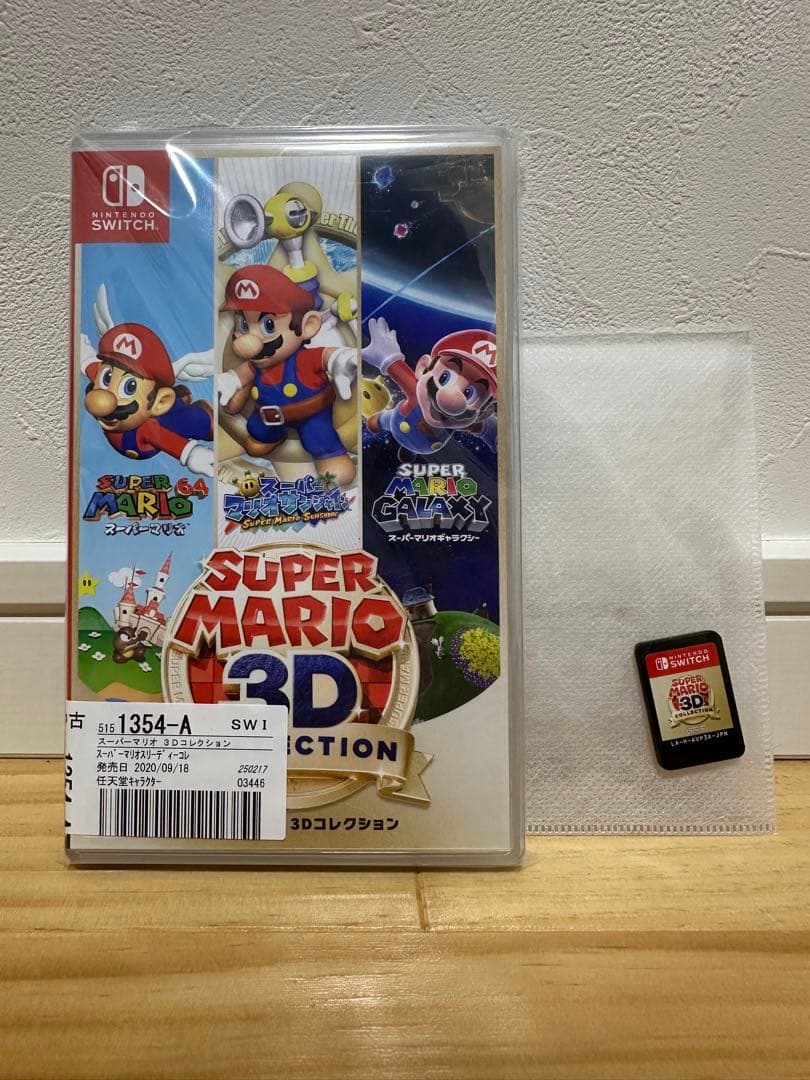 NINTENDO
SWITCH
SUPER
MARIO 64
スーパーマリオ
スーパー
マリオサンシャイン
SUPER MARIO SUNSHINE
SUPER
MARIO
GALAXY
スーパーマリオギャラクシー
SUPER
MARIO
3D
ECTION
3Dコレクション
古
515 1354-A SWI
スーパーマリオ 3Dコレクション
スーパーマリオスリーディーコレ
発売日 2020/09/18 250217
任天堂キャラクター 03446
NINTENDO
SWITCH
SUPER
MARIO
3D
COLLECTION
LA-H-AVP3A-JPN